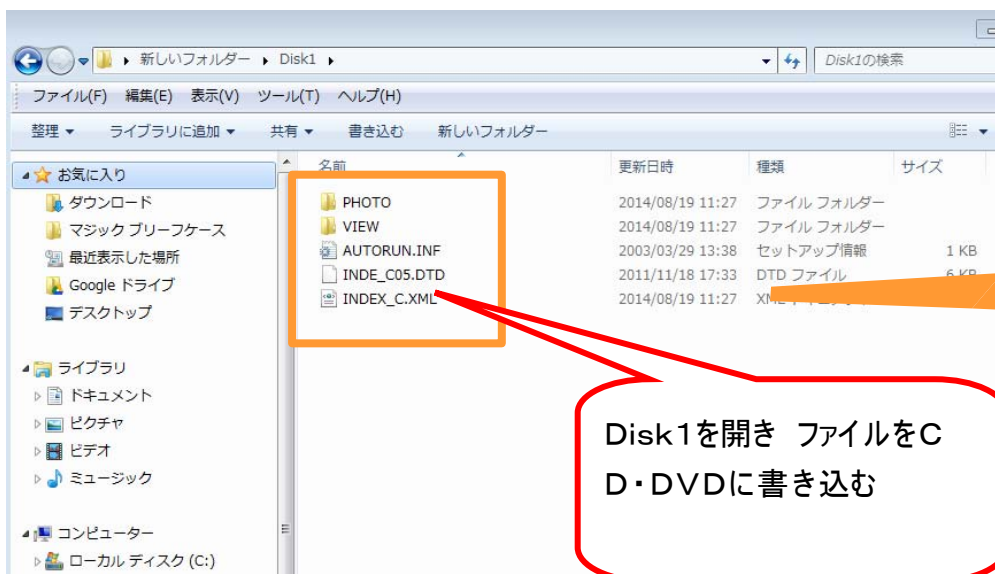 新しいフォルダー ▸ Disk1 ▸
Disk1の検索
ファイル(F) 編集(E) 表示(V) ツール(T) ヘルプ(H)
整理 ▼ ライブラリに追加 ▼ 共有 ▼ 書き込む 新しいフォルダー
名前 更新日時 種類 サイズ
お気に入り
ダウンロード
マジック ブリーフケース
最近表示した場所
Google ドライブ
デスクトップ
ライブラリ
ドキュメント
ピクチャ
ビデオ
ミュージック
コンピューター
ローカル ディスク (C:)
PHOTO 2014/08/19 11:27 ファイル フォルダー
VIEW 2014/08/19 11:27 ファイル フォルダー
AUTORUN.INF 2003/03/29 13:38 セットアップ情報 1 KB
INDE_C05.DTD 2011/11/18 17:33 DTD ファイル 6 KB
INDEX_C.XML 2014/08/19 11:27
Disk1を開き ファイルをC
D・DVDに書き込む